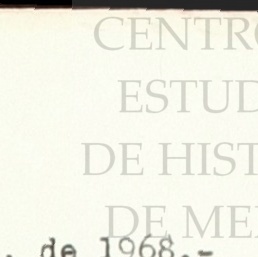 CENTRO
ESTUD
DE HIST
DE ME
. de 1968.-